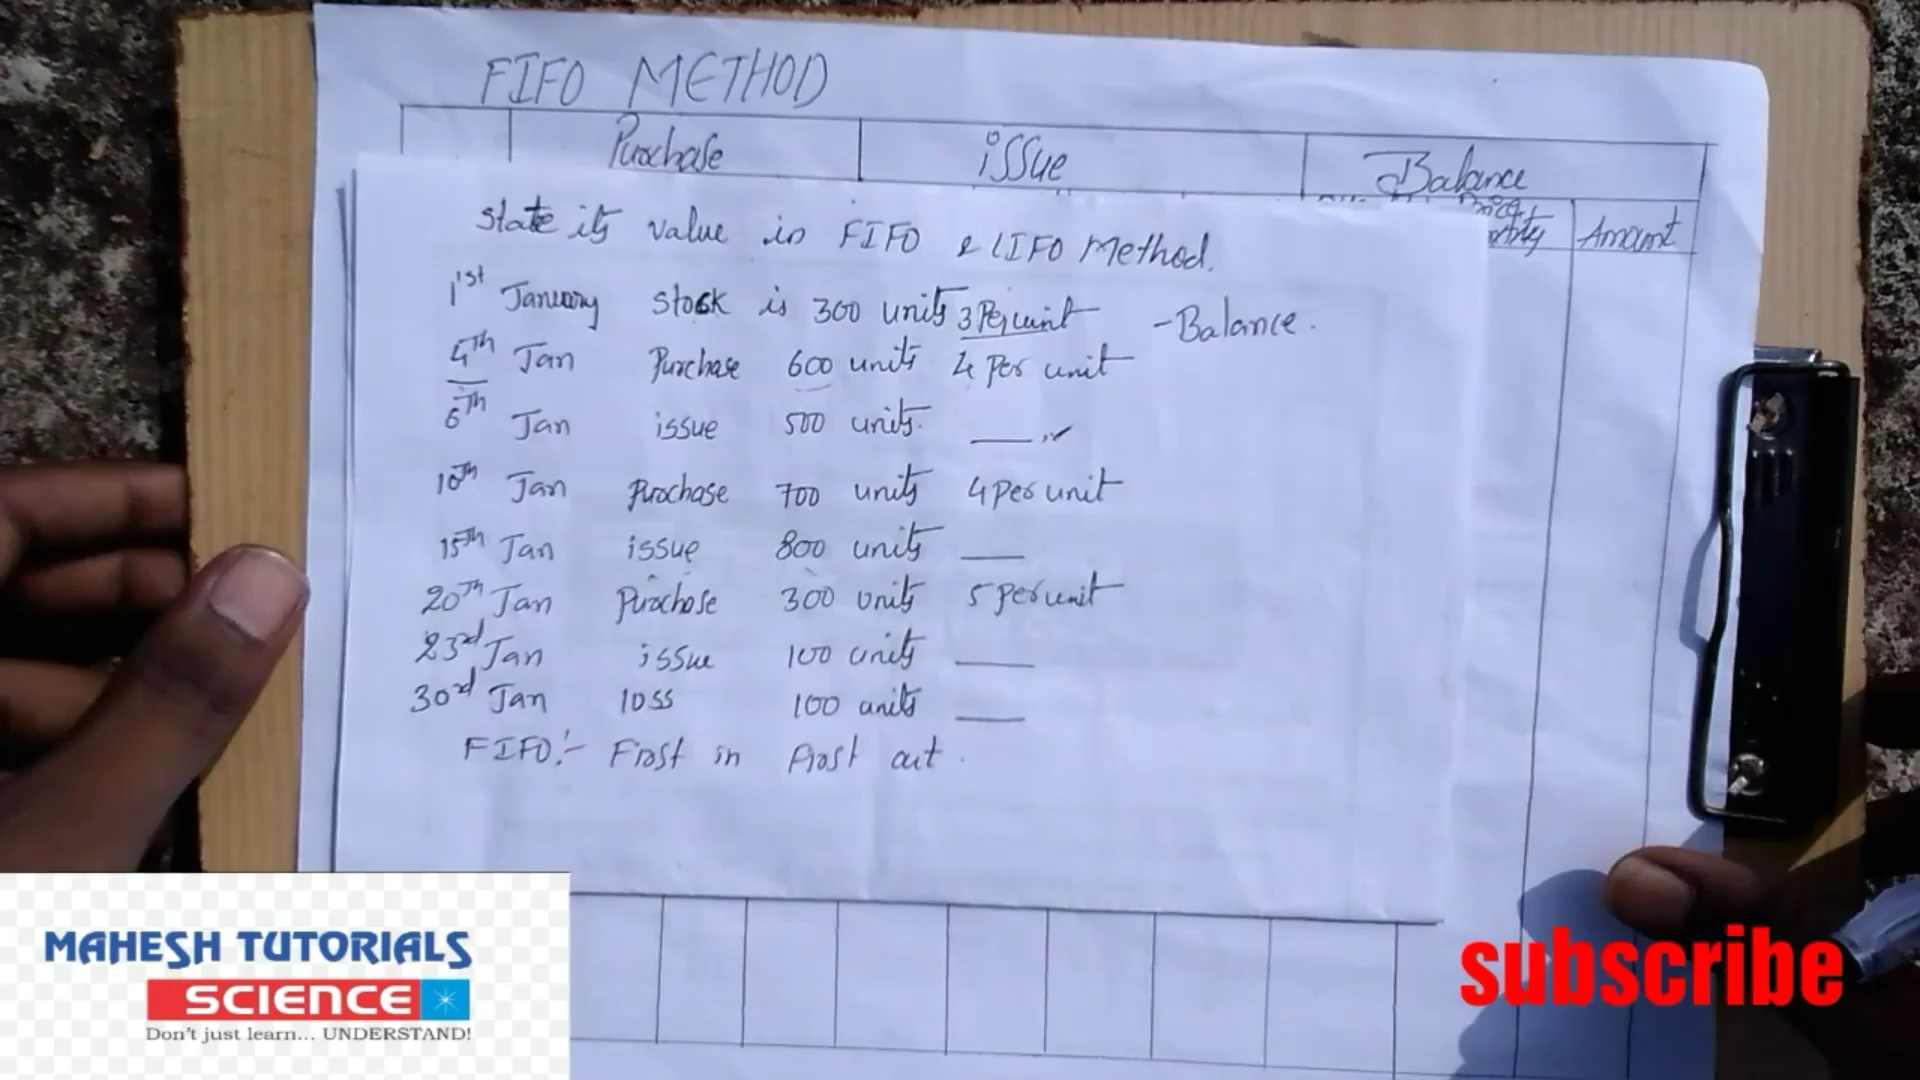 FIFO METHOD
Purchase issue Balance
Amount
State its value in FIFO & LIFO Method.
1st January stock is 300 units 3 Per unit - Balance.
4th Jan Purchase 600 units 4 Per unit
6th Jan issue 500 units. —
10th Jan Purchase 700 units 4 Per unit
15th Jan issue 800 units —
20th Jan Purchase 300 units 5 Per unit
23rd Jan issue 100 units —
30rd Jan loss 100 units —
FIFO:- First in First out.
MAHESH TUTORIALS
SCIENCE
Don't just learn... UNDERSTAND!
subscribe